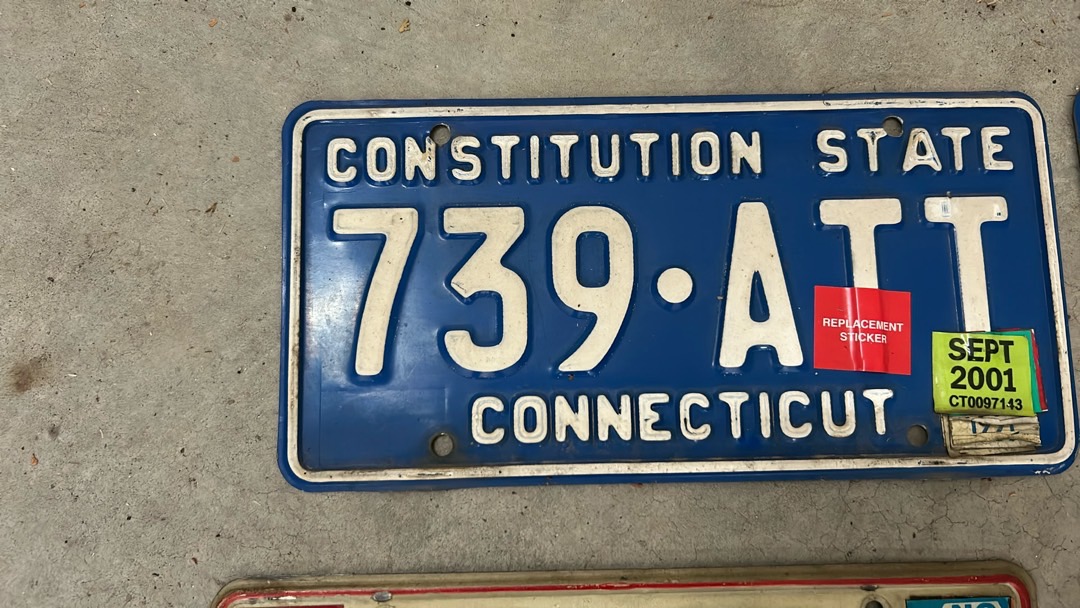 CONSTITUTION STATE
739·ATT
REPLACEMENT
STICKER
SEPT
2001
CT0097143
CONNECTICUT